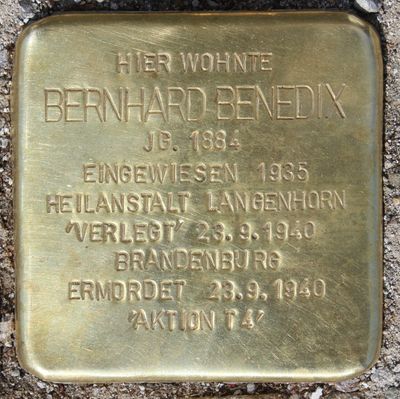 HIER WOHNTE
BERNHARD BENEDIX
JG. 1884
EINGEWIESEN 1935
HEILANSTALT LANGENHORN
'VERLEGT' 23.9.1940
BRANDENBURG
ERMORDET 23.9.1940
'AKTION T4'